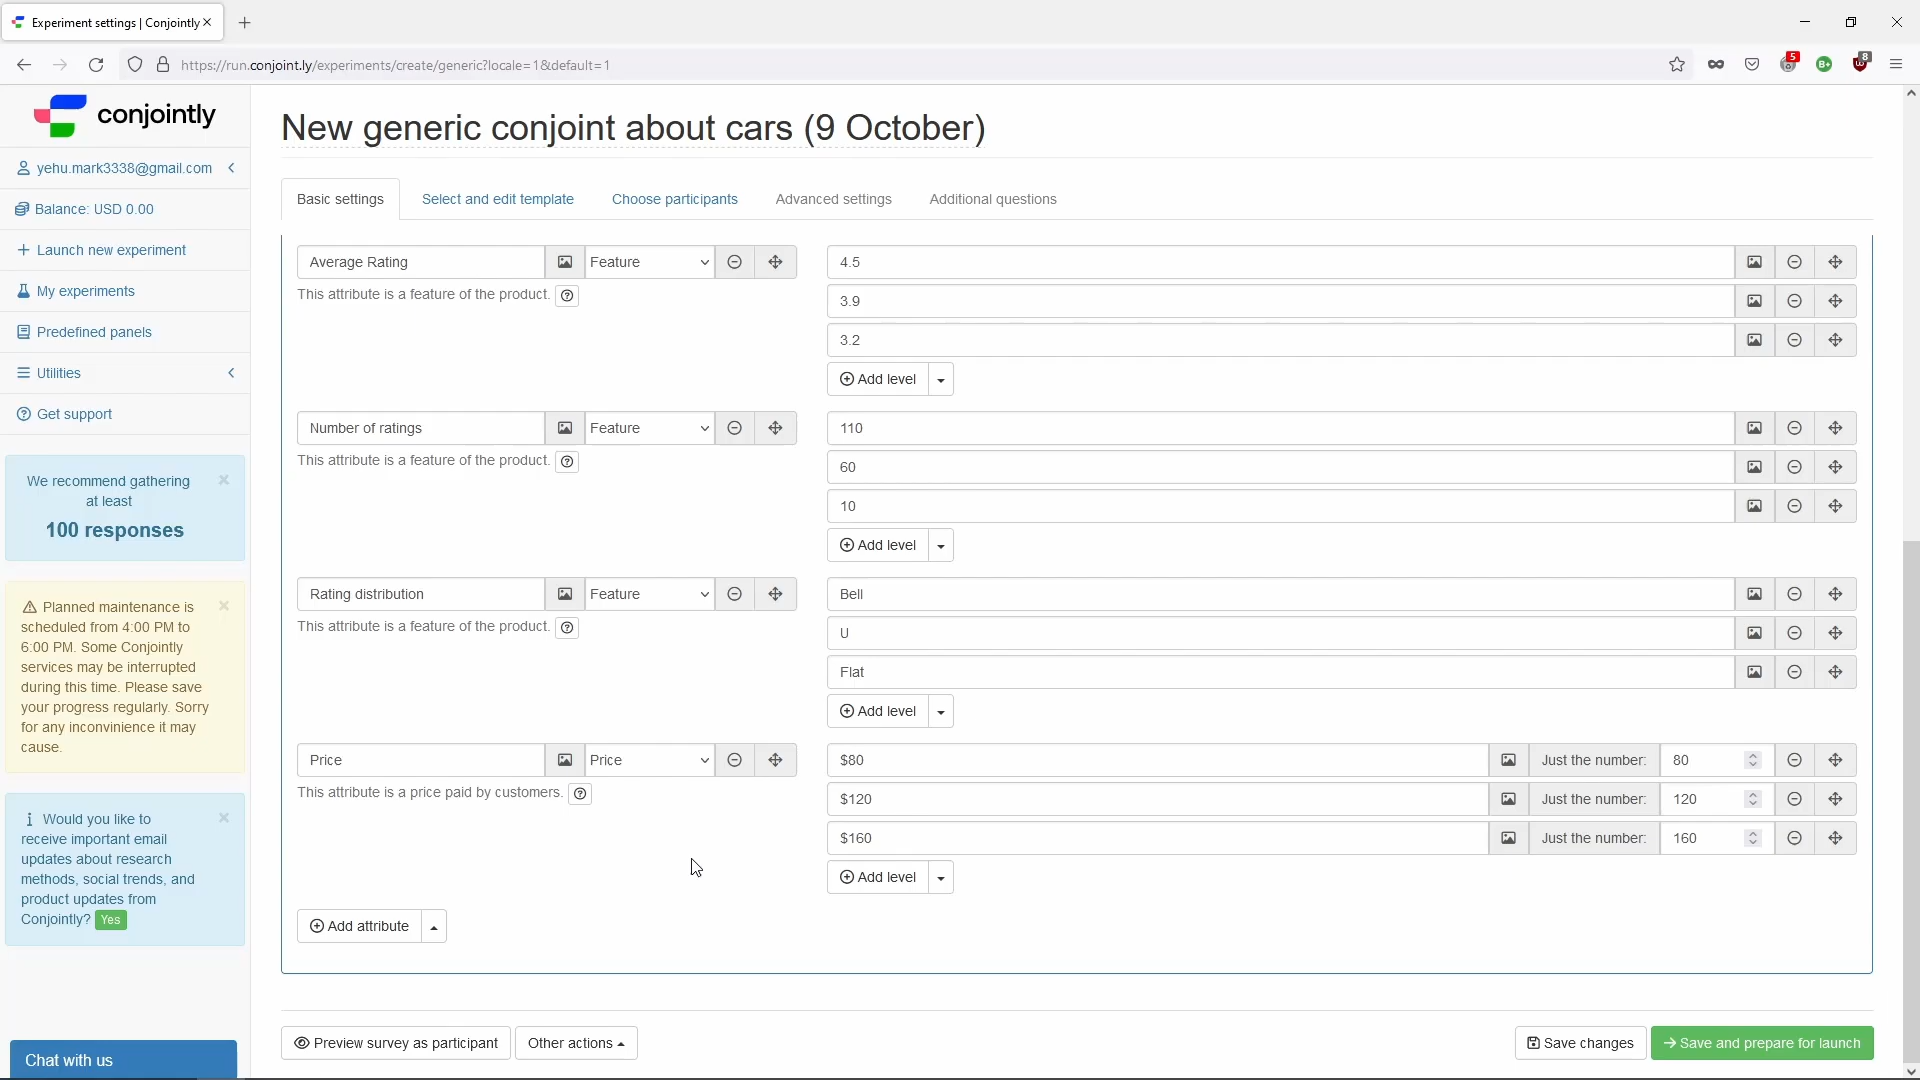 Experiment settings | Conjointly
https://run.conjoint.ly/experiments/create/generic?locale=1&default=1
5
B+
8
conjointly
yehu.mark3338@gmail.com
Balance: USD 0.00
Launch new experiment
My experiments
Predefined panels
Utilities
Get support
We recommend gathering
at least
100 responses
Planned maintenance is
scheduled from 4:00 PM to
6:00 PM. Some Conjointly
services may be interrupted
during this time. Please save
your progress regularly. Sorry
for any inconvinience it may
cause.
Would you like to
receive important email
updates about research
methods, social trends, and
product updates from
Conjointly? Yes
Chat with us
New generic conjoint about cars (9 October)
Basic settings Select and edit template Choose participants Advanced settings Additional questions
Average Rating Feature 4.5
This attribute is a feature of the product. 3.9
3.2
Add level
Number of ratings Feature 110
This attribute is a feature of the product. 60
10
Add level
Rating distribution Feature Bell
This attribute is a feature of the product. U
Flat
Add level
Price Price $80 Just the number: 80
This attribute is a price paid by customers. $120 Just the number: 120
$160 Just the number: 160
Add level
Add attribute
Preview survey as participant Other actions Save changes Save and prepare for launch